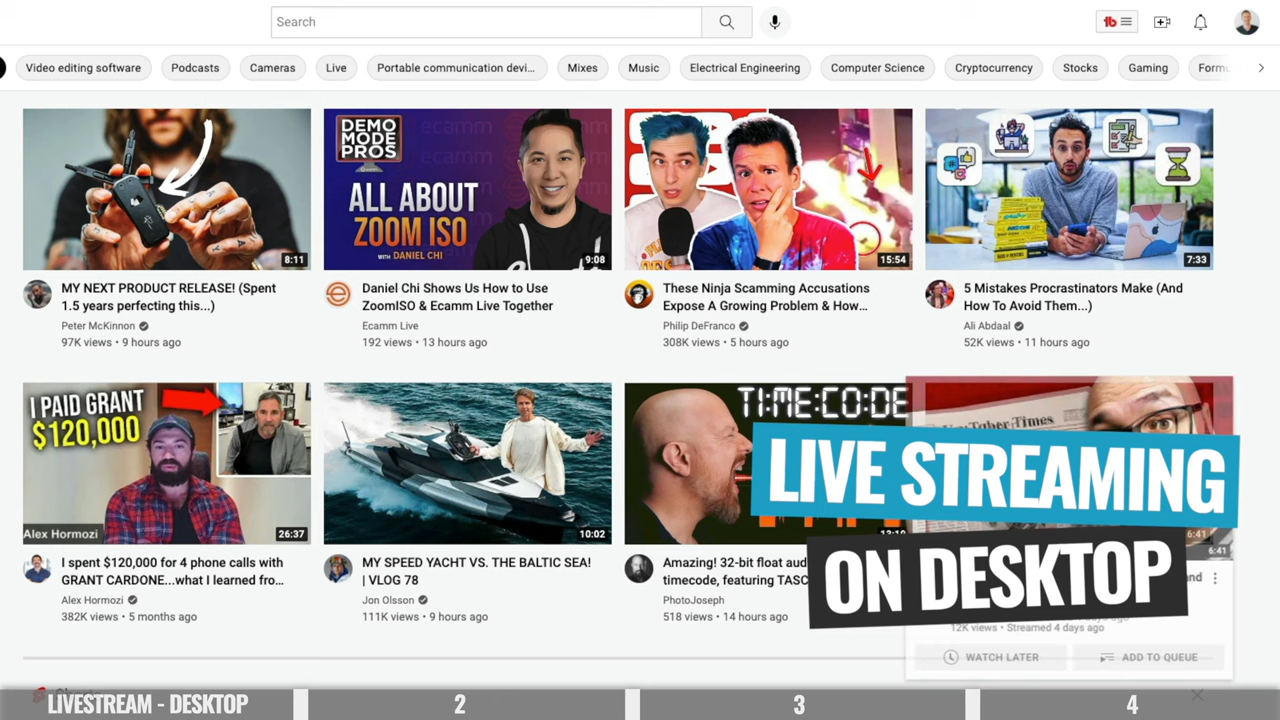 Search
tb
Video editing software
Podcasts
Cameras
Live
Portable communication devi...
Mixes
Music
Electrical Engineering
Computer Science
Cryptocurrency
Stocks
Gaming
8:11
DEMO
MODE
PROS
ecamm
ALL ABOUT
ZOOM ISO
WITH DANIEL CHI
9:08
15:54
7:33
MY NEXT PRODUCT RELEASE! (Spent
1.5 years perfecting this...)
Peter McKinnon
97K views • 9 hours ago
Daniel Chi Shows Us How to Use
ZoomISO & Ecamm Live Together
Ecamm Live
192 views • 13 hours ago
These Ninja Scamming Accusations
Expose A Growing Problem & How...
Philip DeFranco
308K views • 5 hours ago
5 Mistakes Procrastinators Make (And
How To Avoid Them...)
Ali Abdaal
52K views • 11 hours ago
I PAID GRANT
$120,000
Alex Hormozi
26:37
10:02
TIME:CODE
6:41
6:41
LIVE STREAMING
ON DESKTOP
I spent $120,000 for 4 phone calls with
GRANT CARDONE...what I learned fro...
Alex Hormozi
382K views • 5 months ago
MY SPEED YACHT VS. THE BALTIC SEA!
| VLOG 78
Jon Olsson
111K views • 9 hours ago
Amazing! 32-bit float aud
timecode, featuring TASC
PhotoJoseph
518 views • 14 hours ago
12K views • Streamed 4 days ago
WATCH LATER
ADD TO QUEUE
LIVESTREAM - DESKTOP
2
3
4